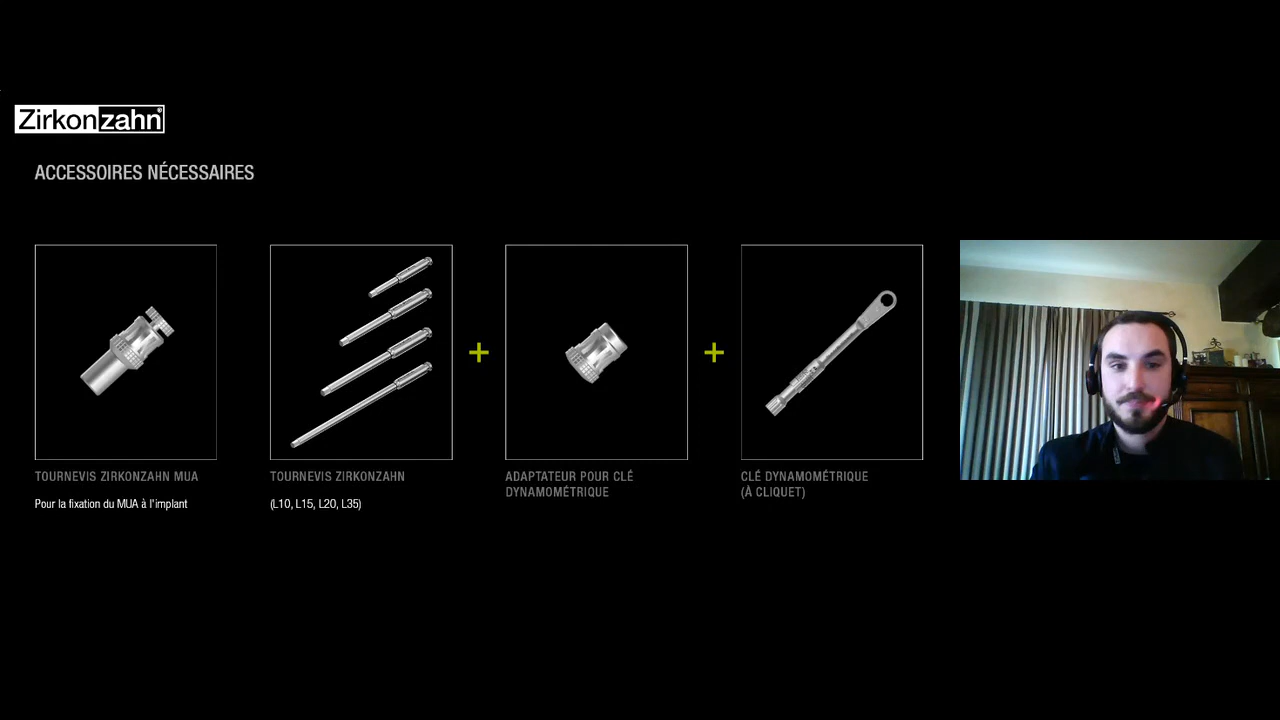 Zirkonzahn®
ACCESSOIRES NÉCESSAIRES
TOURNEVIS ZIRKONZAHN MUA
Pour la fixation du MUA à l'implant
TOURNEVIS ZIRKONZAHN
(L10, L15, L20, L35)
+
ADAPTATEUR POUR CLÉ
DYNAMOMÉTRIQUE
+
CLÉ DYNAMOMÉTRIQUE
(À CLIQUET)